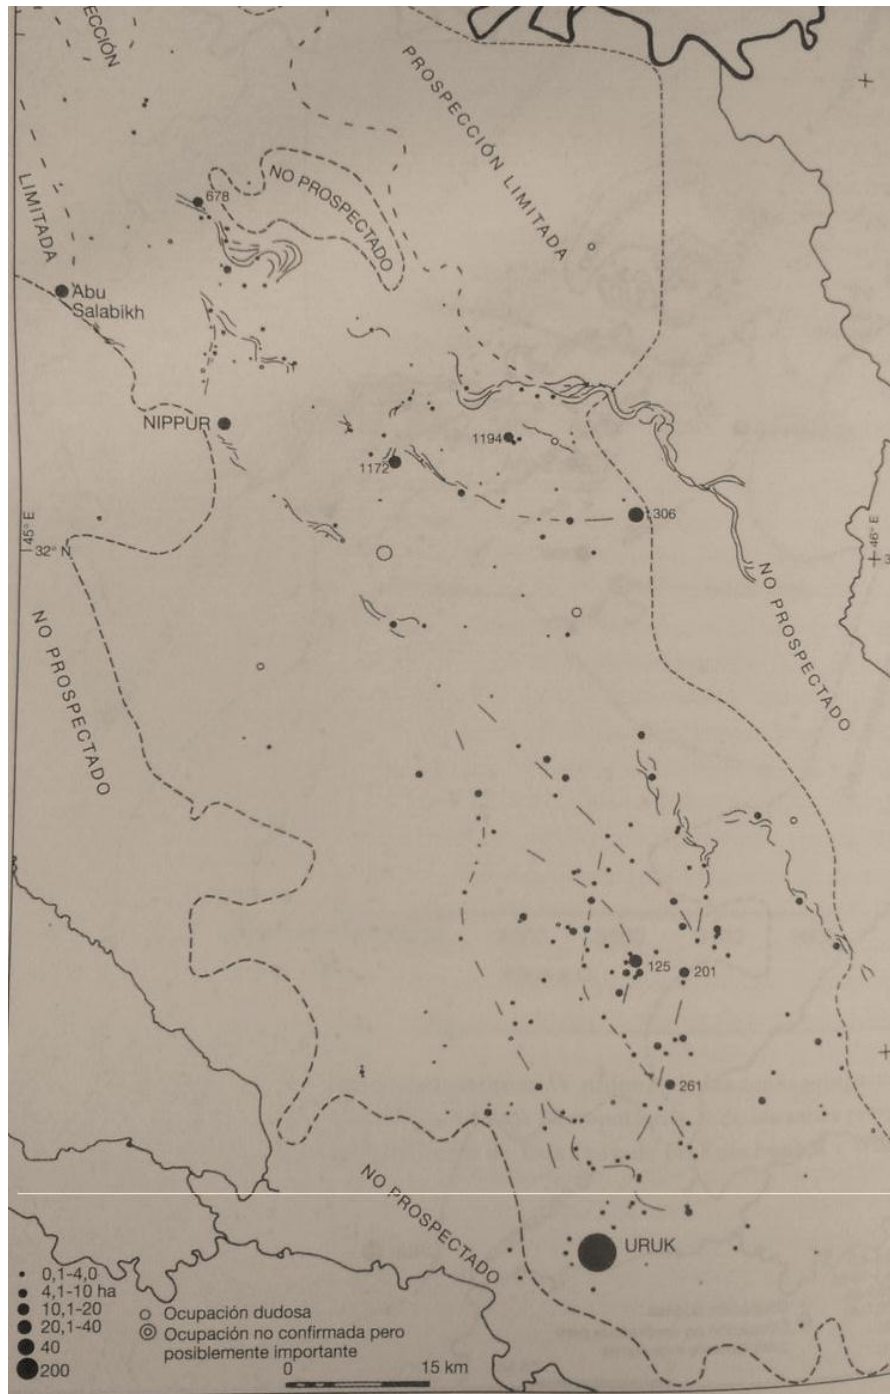 ECCIÓN
PROSPECCIÓN LIMITADA
LIMITADA
678
NO PROSPECTADO
Abu
Salabikh
NIPPUR
1194
1172
306
45° E
32° N
46° E
3
NO PROSPECTADO
NO PROSPECTADO
125
201
261
NO PROSPECTADO
URUK
0,1-4,0
4,1-10 ha
10,1-20
20,1-40
40
200
Ocupación dudosa
Ocupación no confirmada pero
posiblemente importante
0 15 km